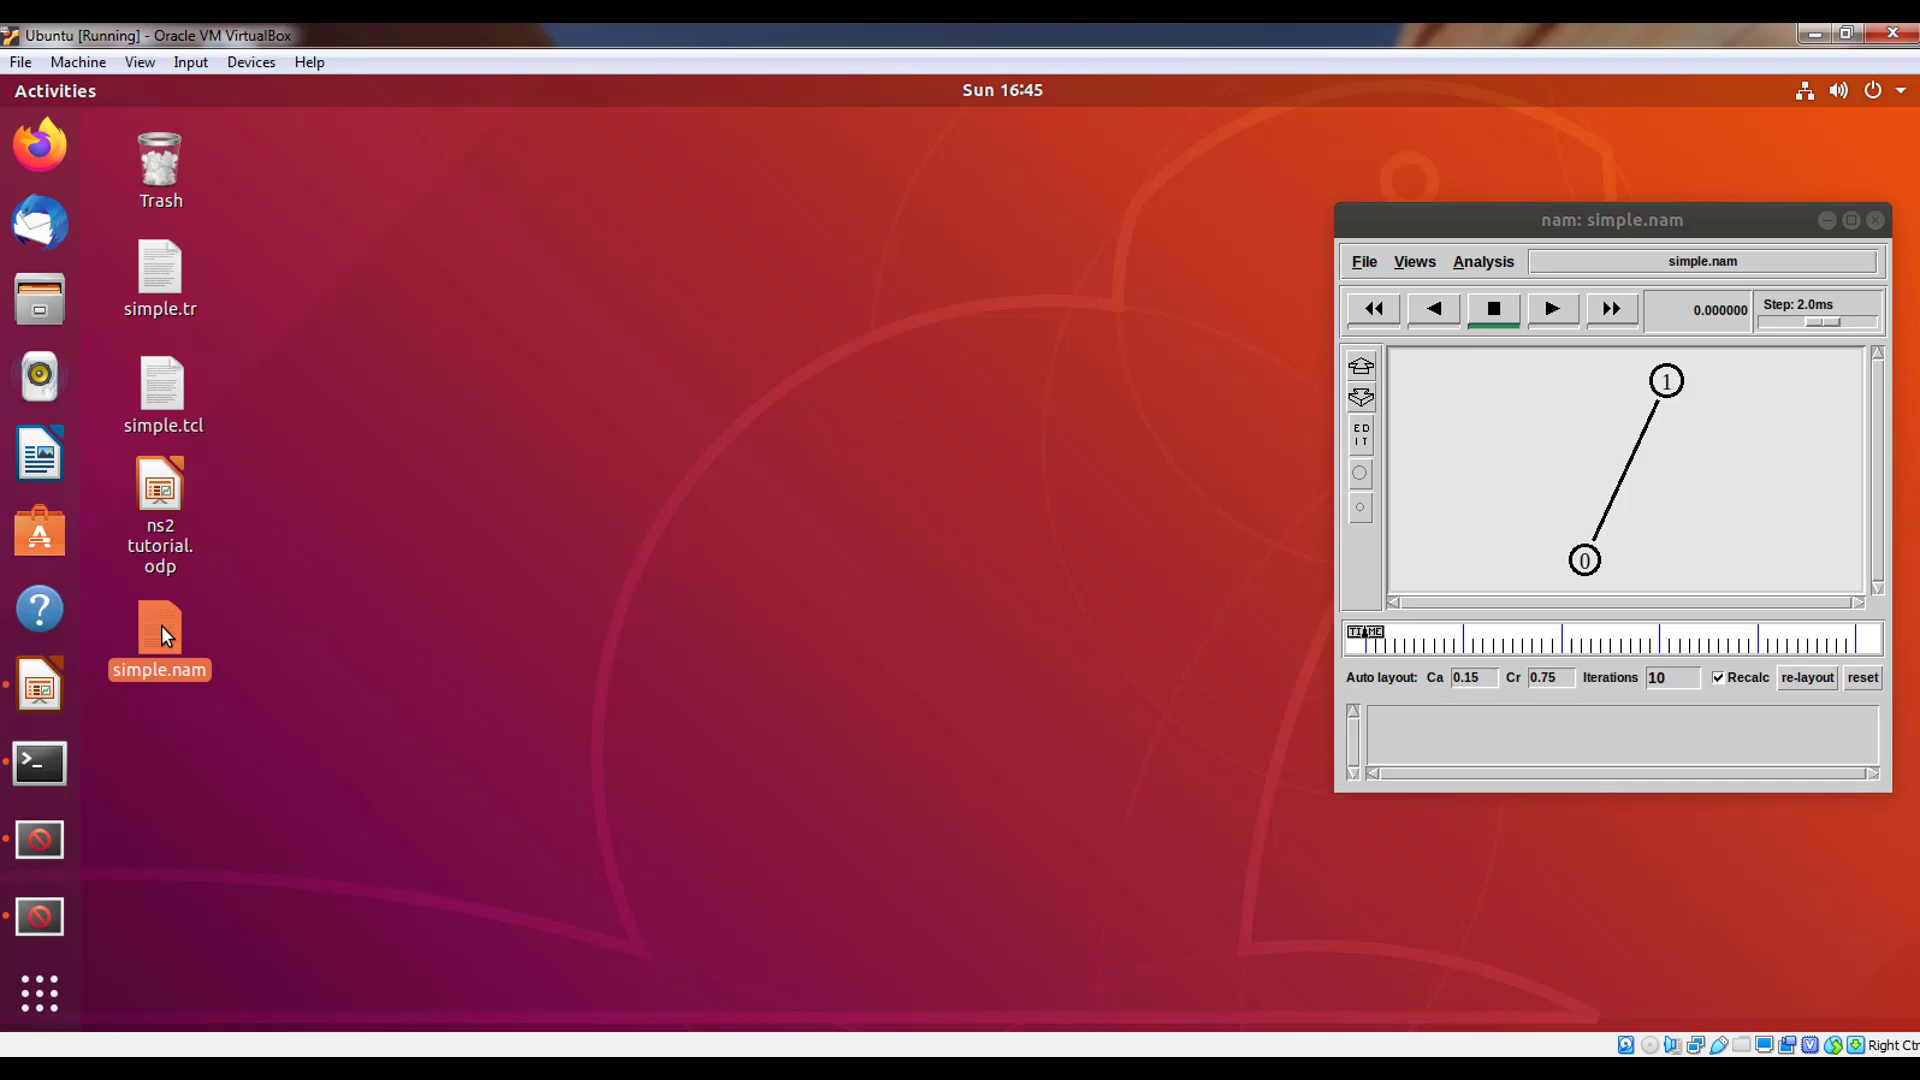 Ubuntu [Running] - Oracle VM VirtualBox
File Machine View Input Devices Help
Activities
Sun 16:45
Trash
simple.tr
simple.tcl
ns2
tutorial.
odp
simple.nam
nam: simple.nam
File Views Analysis simple.nam
0.000000
Step: 2.0ms
1
ED
IT
0
TIME
Auto layout: Ca 0.15 Cr 0.75 Iterations 10 Recalc re-layout reset
Right Ctr